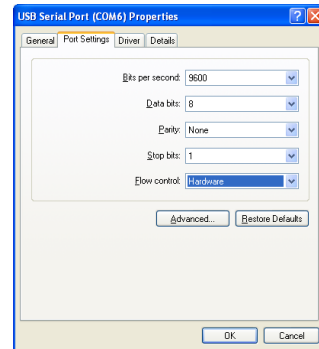 USB Serial Port (COM6) Properties
General Port Settings Driver Details
Bits per second: 9600
Data bits: 8
Parity: None
Stop bits: 1
Flow control: Hardware
Advanced... Restore Defaults
OK Cancel